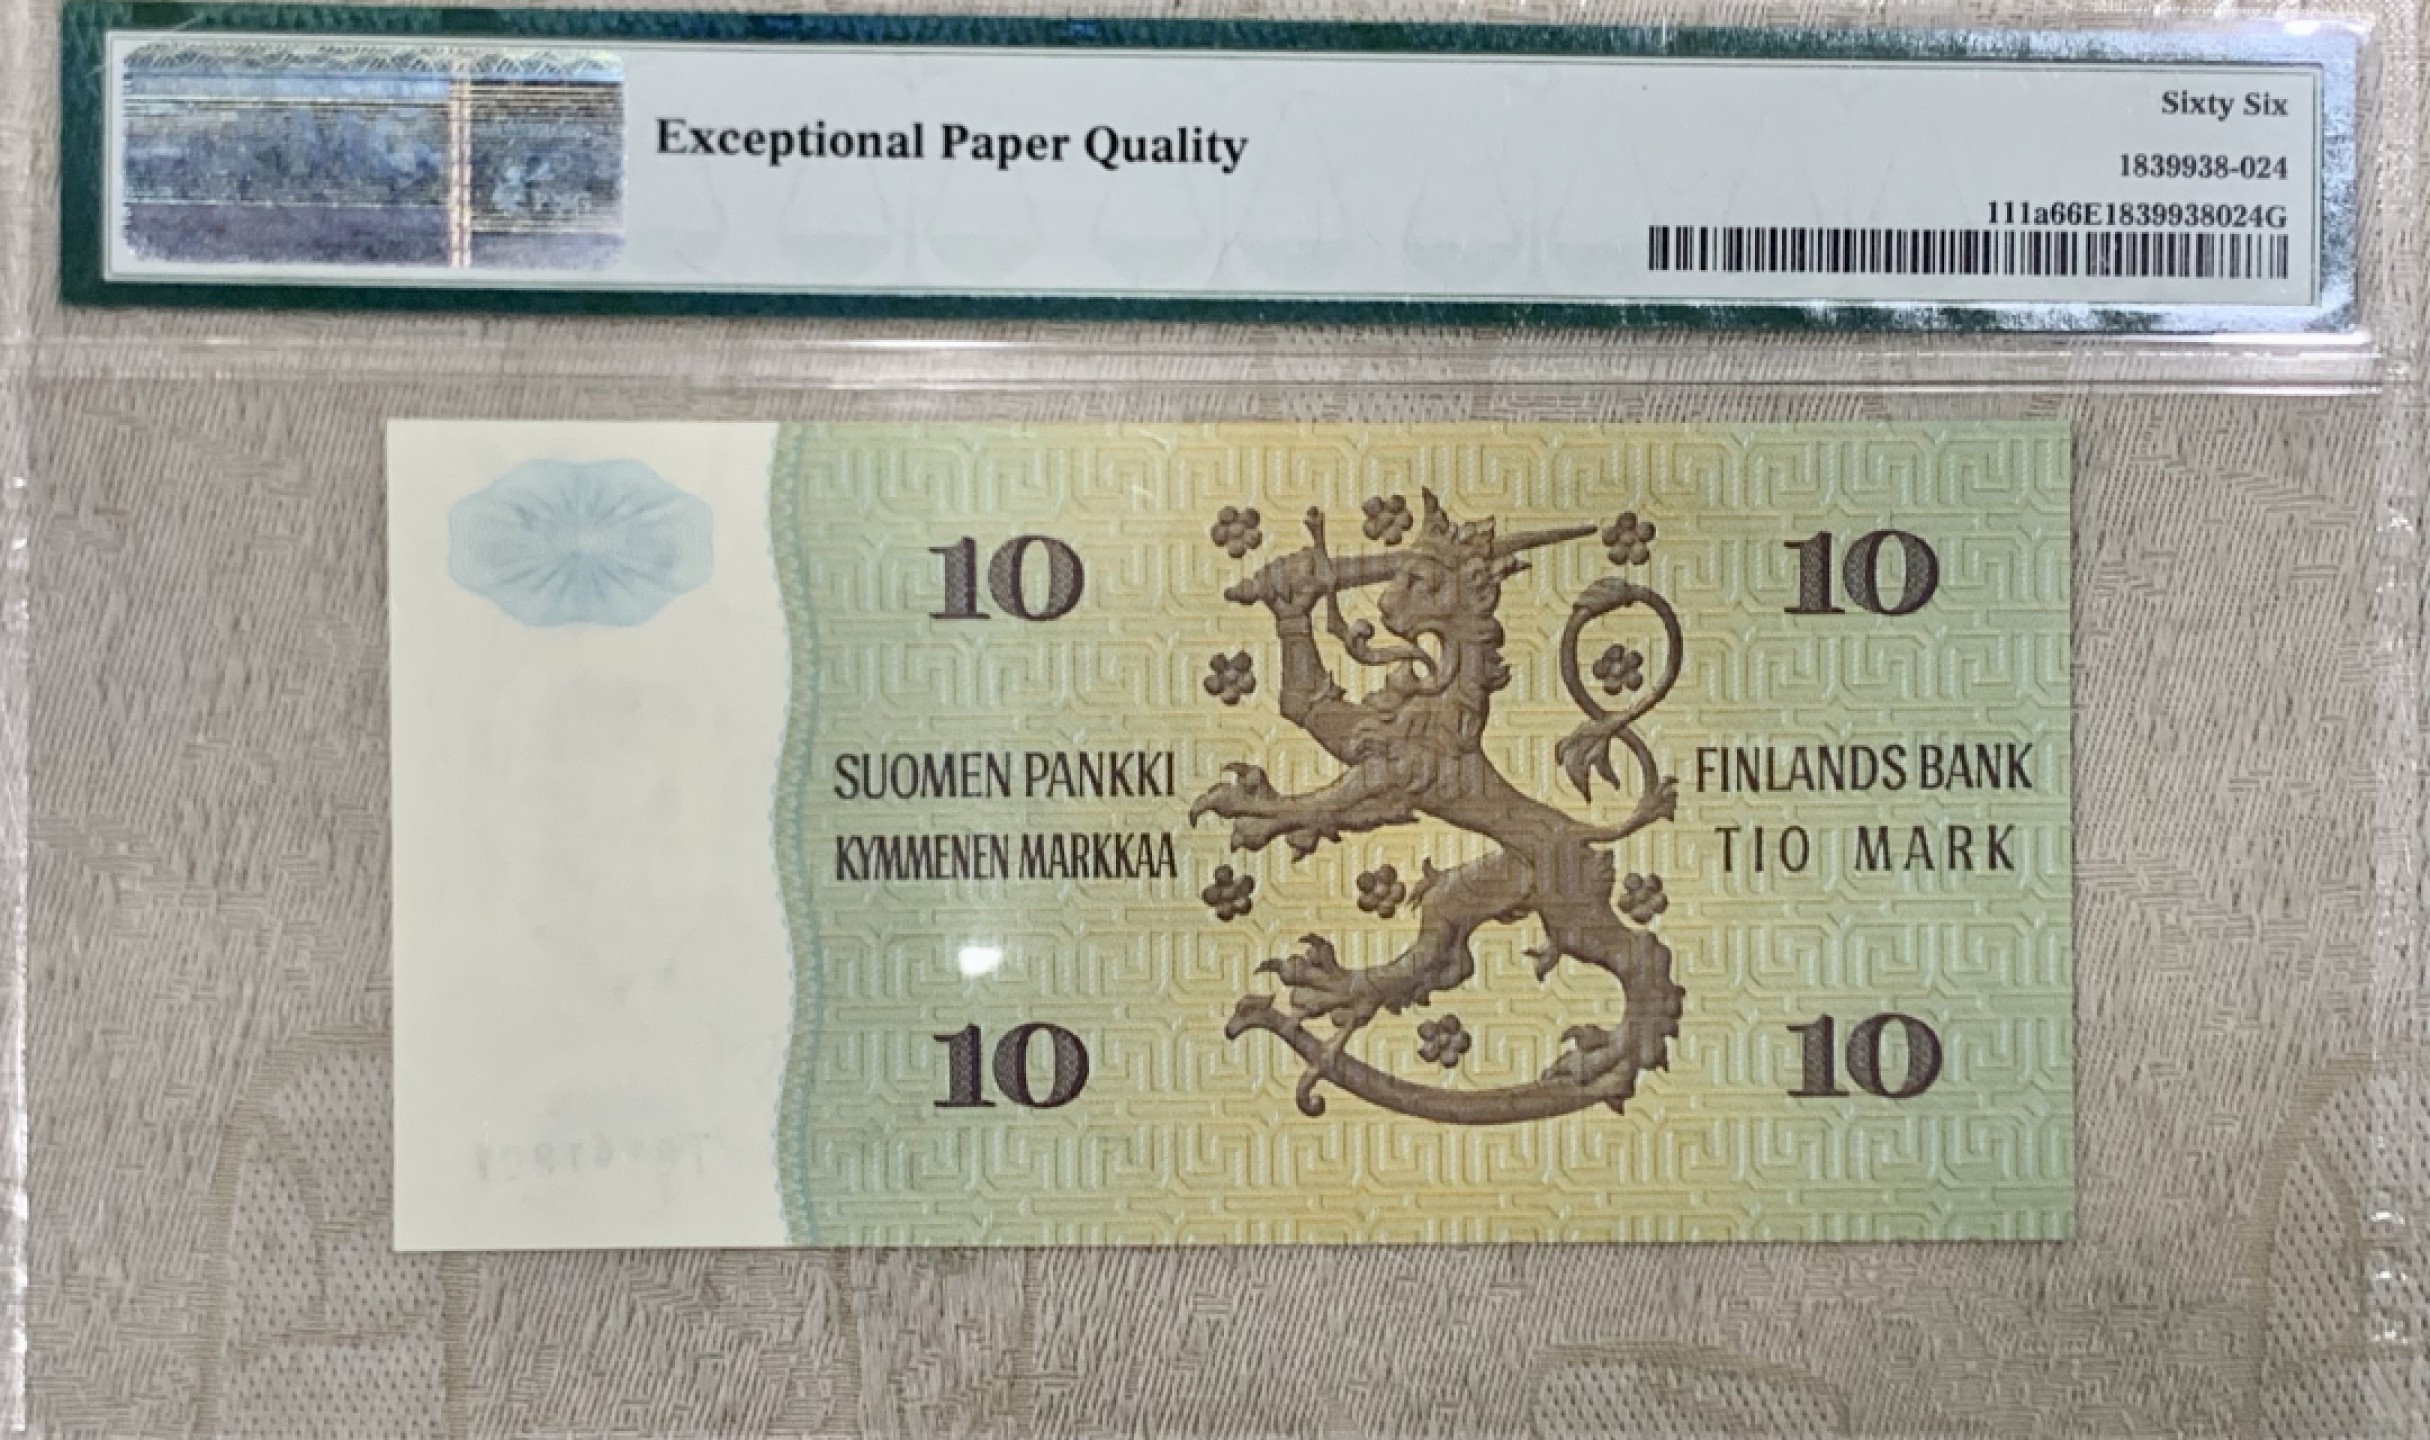 Exceptional Paper Quality
Sixty Six
1839938-024
111a66E1839938024G
10
10
SUOMEN PANKKI
KYMMENEN MARKKAA
FINLANDS BANK
TIO MARK
10
10